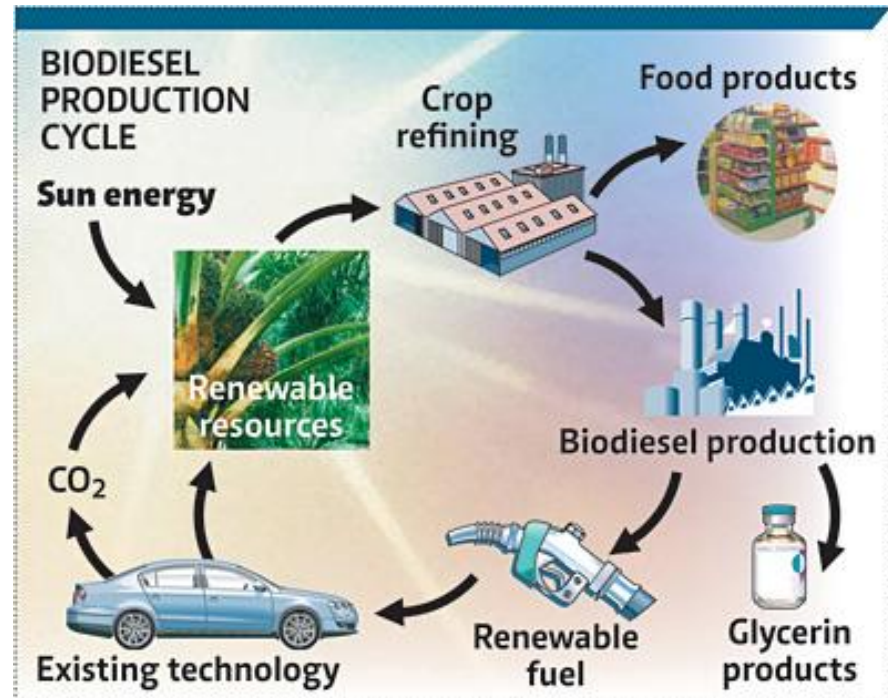 BIODIESEL
PRODUCTION
CYCLE
Sun energy
Crop
refining
Food products
Renewable
resources
Biodiesel production
CO₂
Existing technology
Renewable
fuel
Glycerin
products